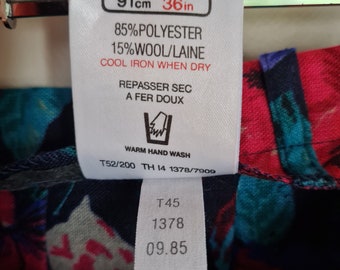 91cm 36in
85%POLYESTER
15%WOOL/LAINE
COOL IRON WHEN DRY
REPASSER SEC
A FER DOUX
WARM HAND WASH
T52/200 TH I4 1378/7909
T45
1378
09.85